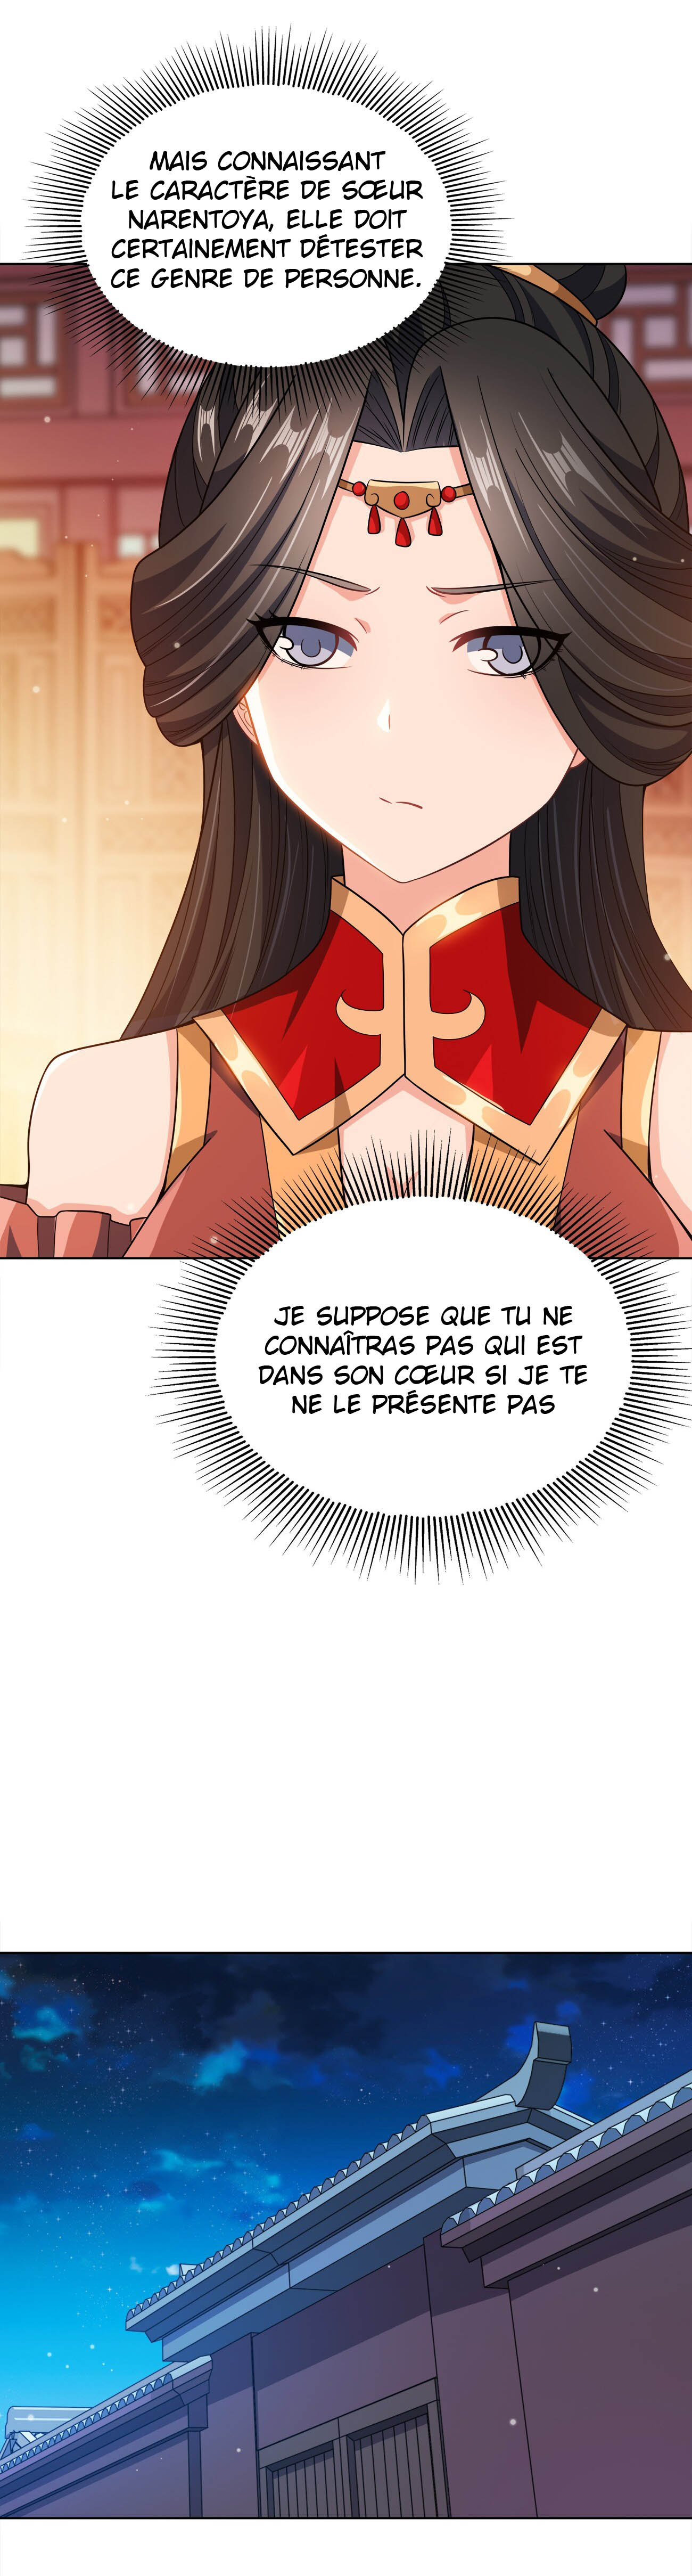 MAIS CONNAISSANT
LE CARACTÈRE DE SŒUR
NARENTOYA, ELLE DOIT
CERTAINEMENT DÉTESTER
CE GENRE DE PERSONNE.
JE SUPPOSE QUE TU NE
CONNAÎTRAS PAS QUI EST
DANS SON CŒUR SI JE TE
NE LE PRÉSENTE PAS